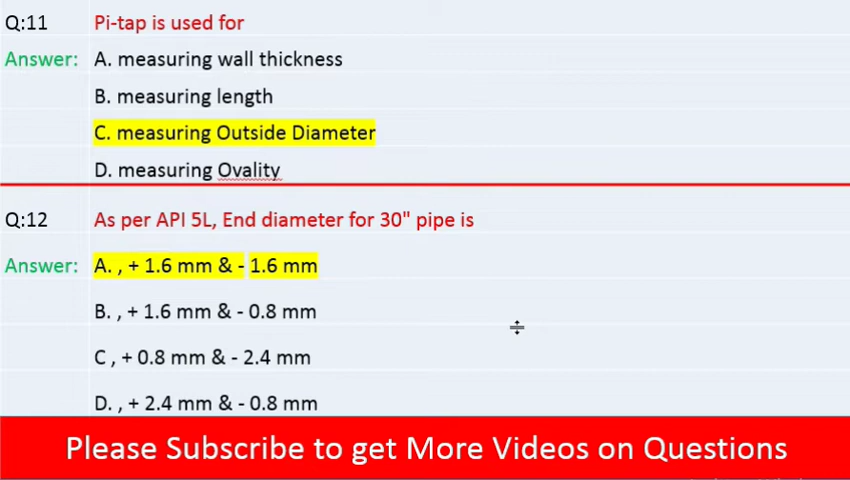 Q:11 Pi-tap is used for
Answer: A. measuring wall thickness
B. measuring length
C. measuring Outside Diameter
D. measuring Ovality
Q:12 As per API 5L, End diameter for 30" pipe is
Answer: A. , + 1.6 mm & - 1.6 mm
B. , + 1.6 mm & - 0.8 mm
C , + 0.8 mm & - 2.4 mm
D. , + 2.4 mm & - 0.8 mm
Please Subscribe to get More Videos on Questions